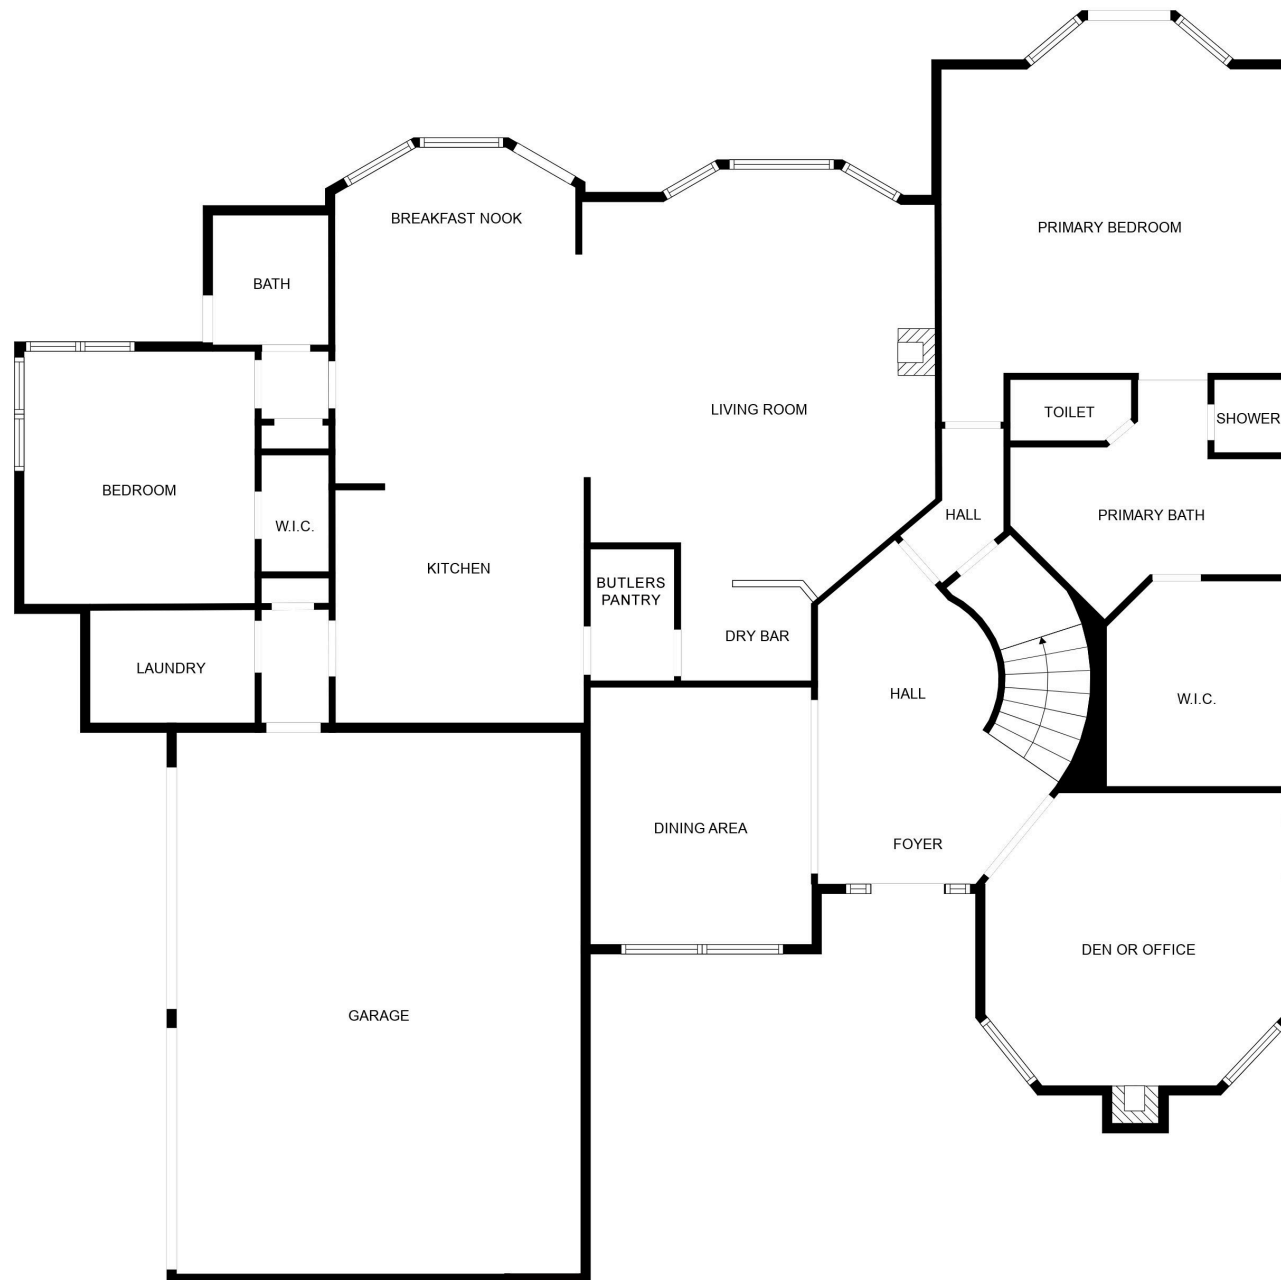 BREAKFAST NOOK
PRIMARY BEDROOM
BATH
LIVING ROOM
TOILET
SHOWER
BEDROOM
W.I.C.
HALL
PRIMARY BATH
KITCHEN
BUTLERS
PANTRY
DRY BAR
LAUNDRY
HALL
W.I.C.
DINING AREA
FOYER
DEN OR OFFICE
GARAGE